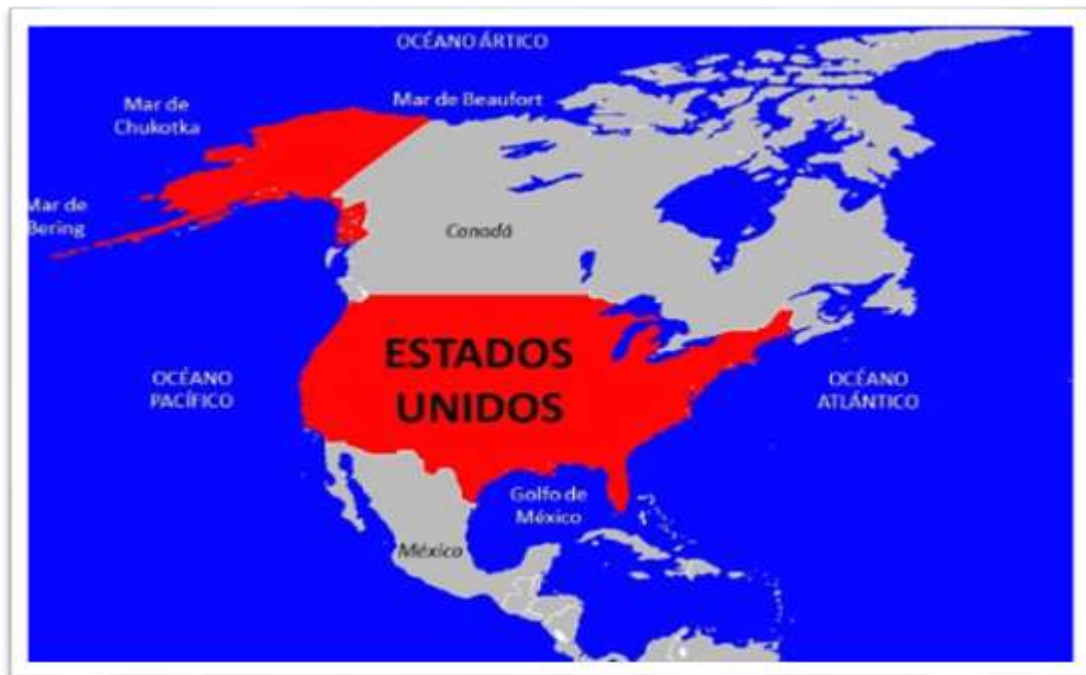 OCÉANO ÁRTICO
Mar de Beaufort
Mar de
Chukotka
Mar de
Bering
Canadá
ESTADOS
UNIDOS
OCÉANO
PACÍFICO
OCÉANO
ATLÁNTICO
Golfo de
México
México